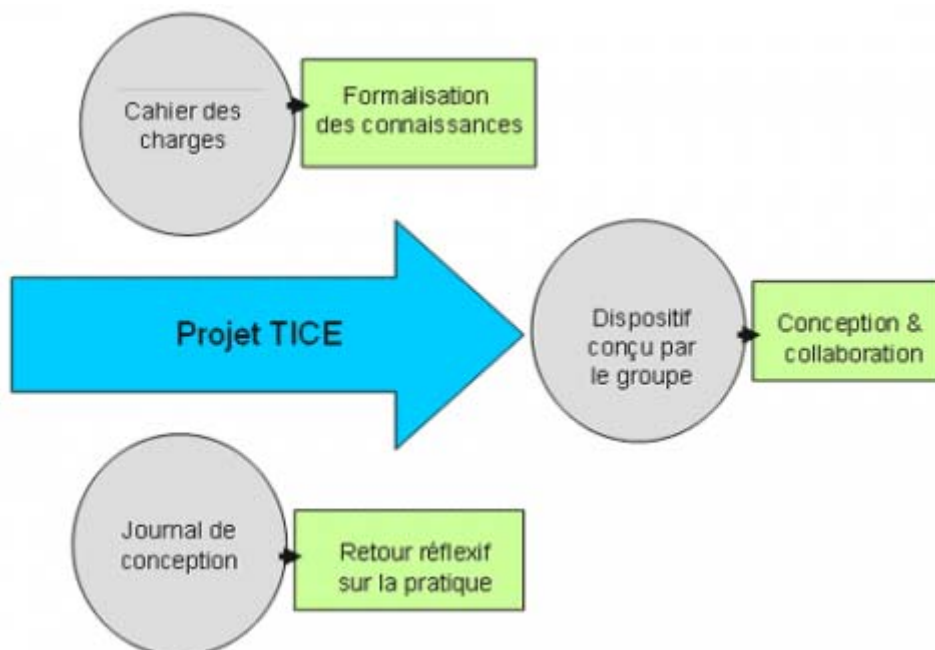 Cahier des
charges
Formalisation
des connaissances
Projet TICE
Dispositif
conçu par
le groupe
Conception &
collaboration
Journal de
conception
Retour réflexif
sur la pratique